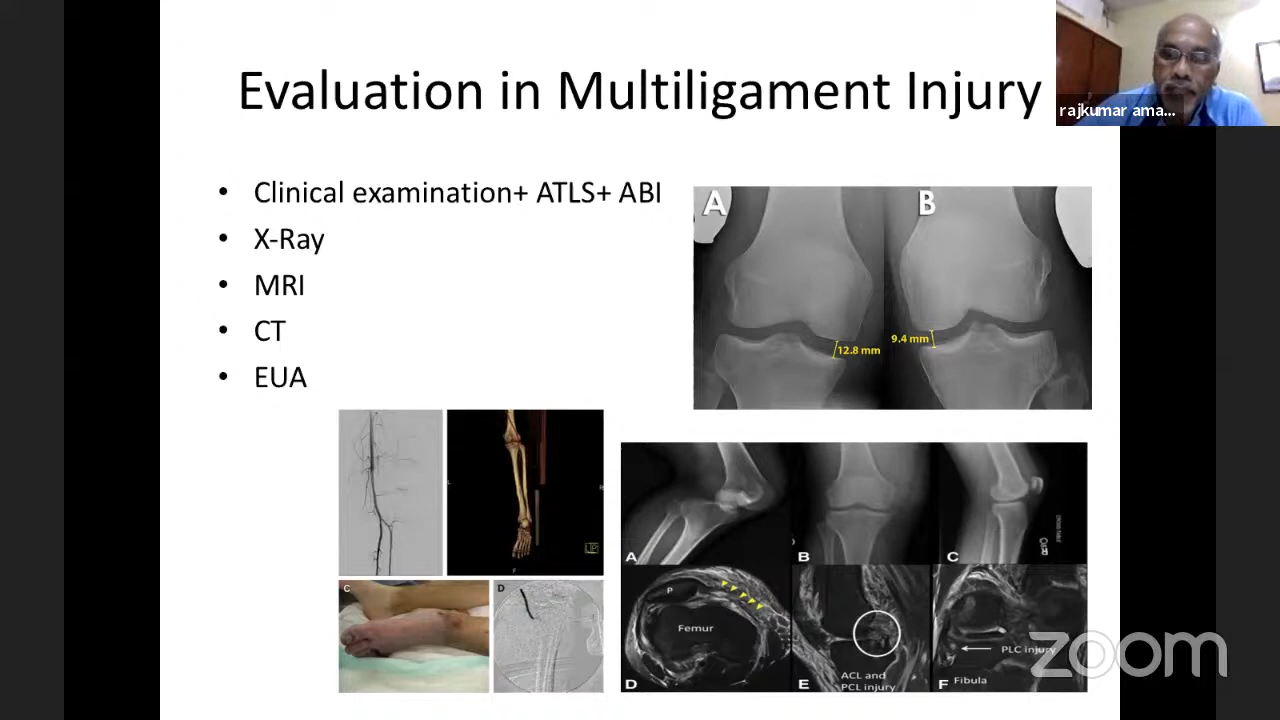 Evaluation in Multiligament Injury
rajkumar ama...
• Clinical examination+ ATLS+ ABI
• X-Ray
• MRI
• CT
• EUA
A
B
12.8 mm
9.4 mm
A
B
C
C
D
P
Femur
D
ACL and
PCL injury
E
PLC injury
Fibula
F
zoom